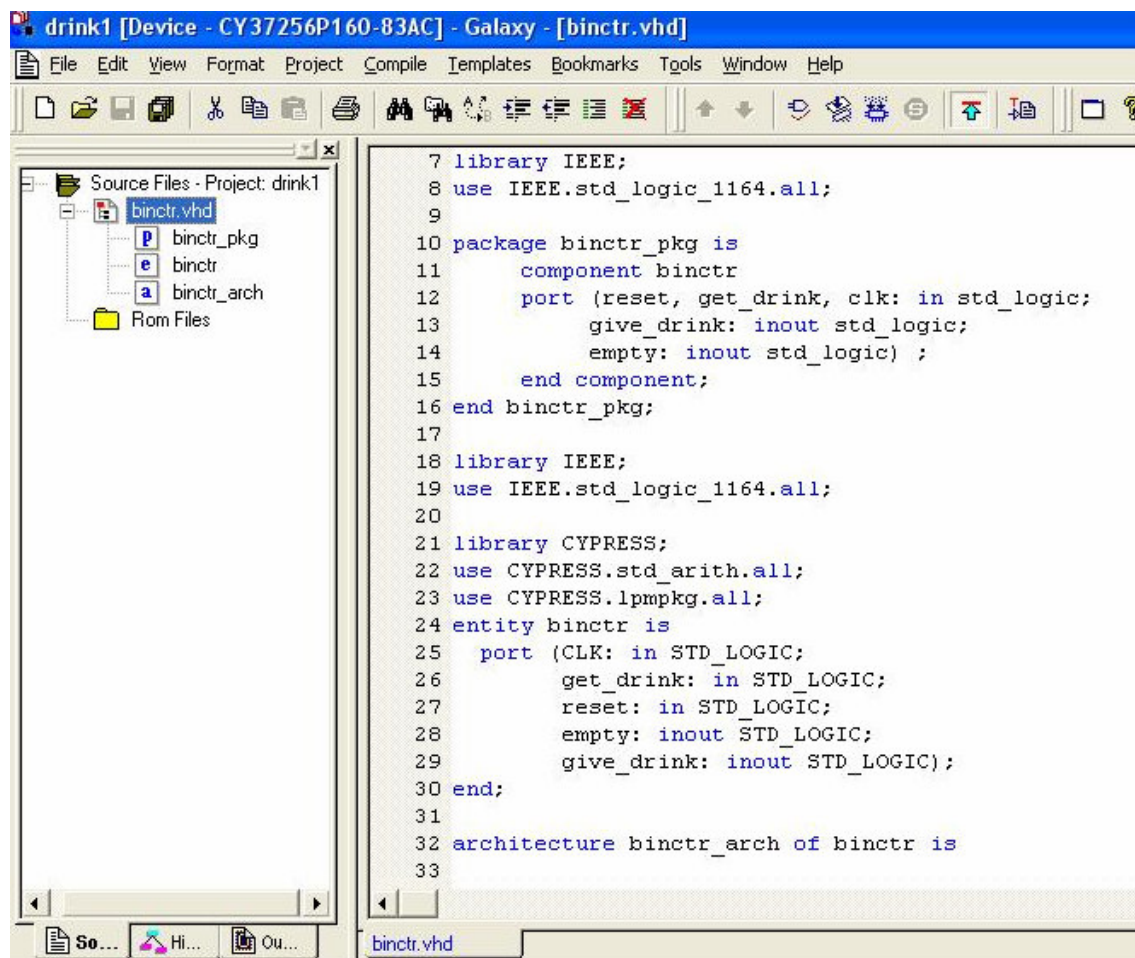 drink1 [Device - CY37256P160-83AC] - Galaxy - [binctr.vhd]
File Edit View Format Project Compile Templates Bookmarks Tools Window Help
Source Files - Project: drink1
binctr.vhd
p binctr_pkg
e binctr
a binctr_arch
Rom Files
7 library IEEE;
8 use IEEE.std_logic_1164.all;
9
10 package binctr_pkg is
11 component binctr
12 port (reset, get_drink, clk: in std_logic;
13 give_drink: inout std_logic;
14 empty: inout std_logic) ;
15 end component;
16 end binctr_pkg;
17
18 library IEEE;
19 use IEEE.std_logic_1164.all;
20
21 library CYPRESS;
22 use CYPRESS.std_arith.all;
23 use CYPRESS.lpmpkg.all;
24 entity binctr is
25 port (CLK: in STD_LOGIC;
26 get_drink: in STD_LOGIC;
27 reset: in STD_LOGIC;
28 empty: inout STD_LOGIC;
29 give_drink: inout STD_LOGIC);
30 end;
31
32 architecture binctr_arch of binctr is
33
So... Hi... Ou...
binctr.vhd